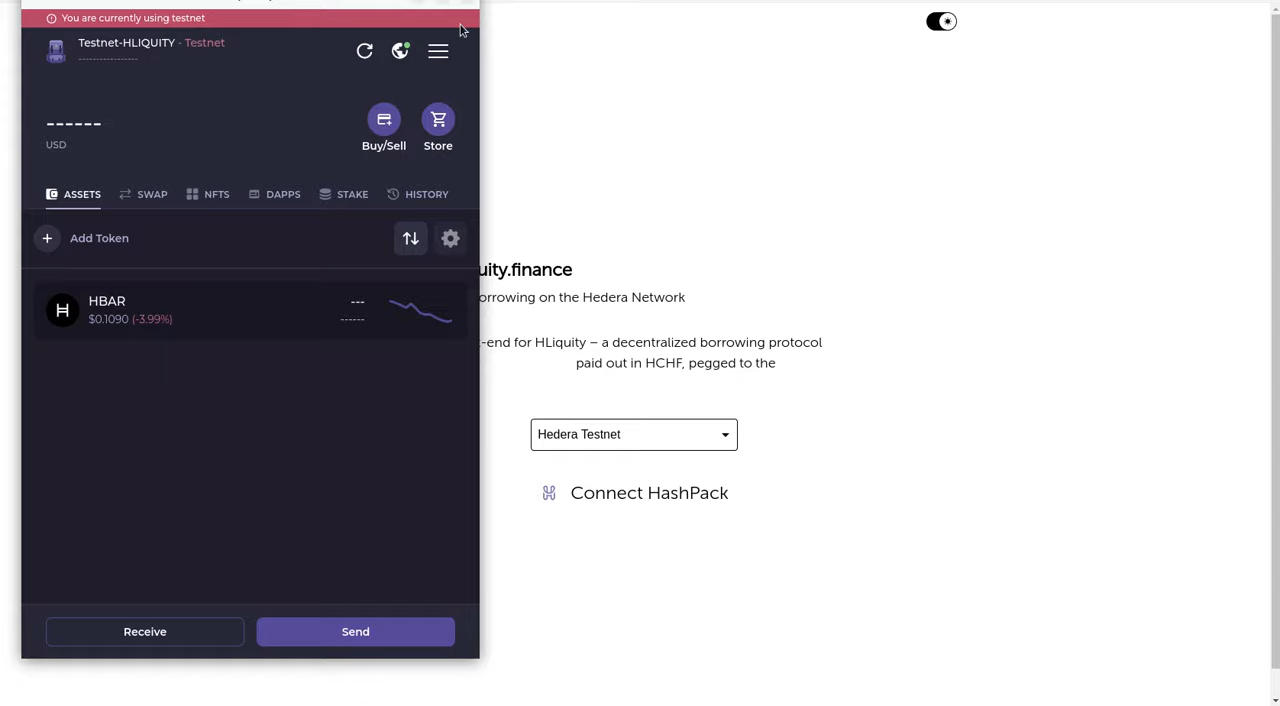 You are currently using testnet
Testnet-HLIQUITY - Testnet
------------------
------
USD
Buy/Sell
Store
ASSETS
SWAP
NFTS
DAPPS
STAKE
HISTORY
Add Token
HBAR
$0.1090 (-3.99%)
---
------
Receive
Send
uity.finance
orrowing on the Hedera Network
-end for HLiquity – a decentralized borrowing protocol
paid out in HCHF, pegged to the
Hedera Testnet
Connect HashPack